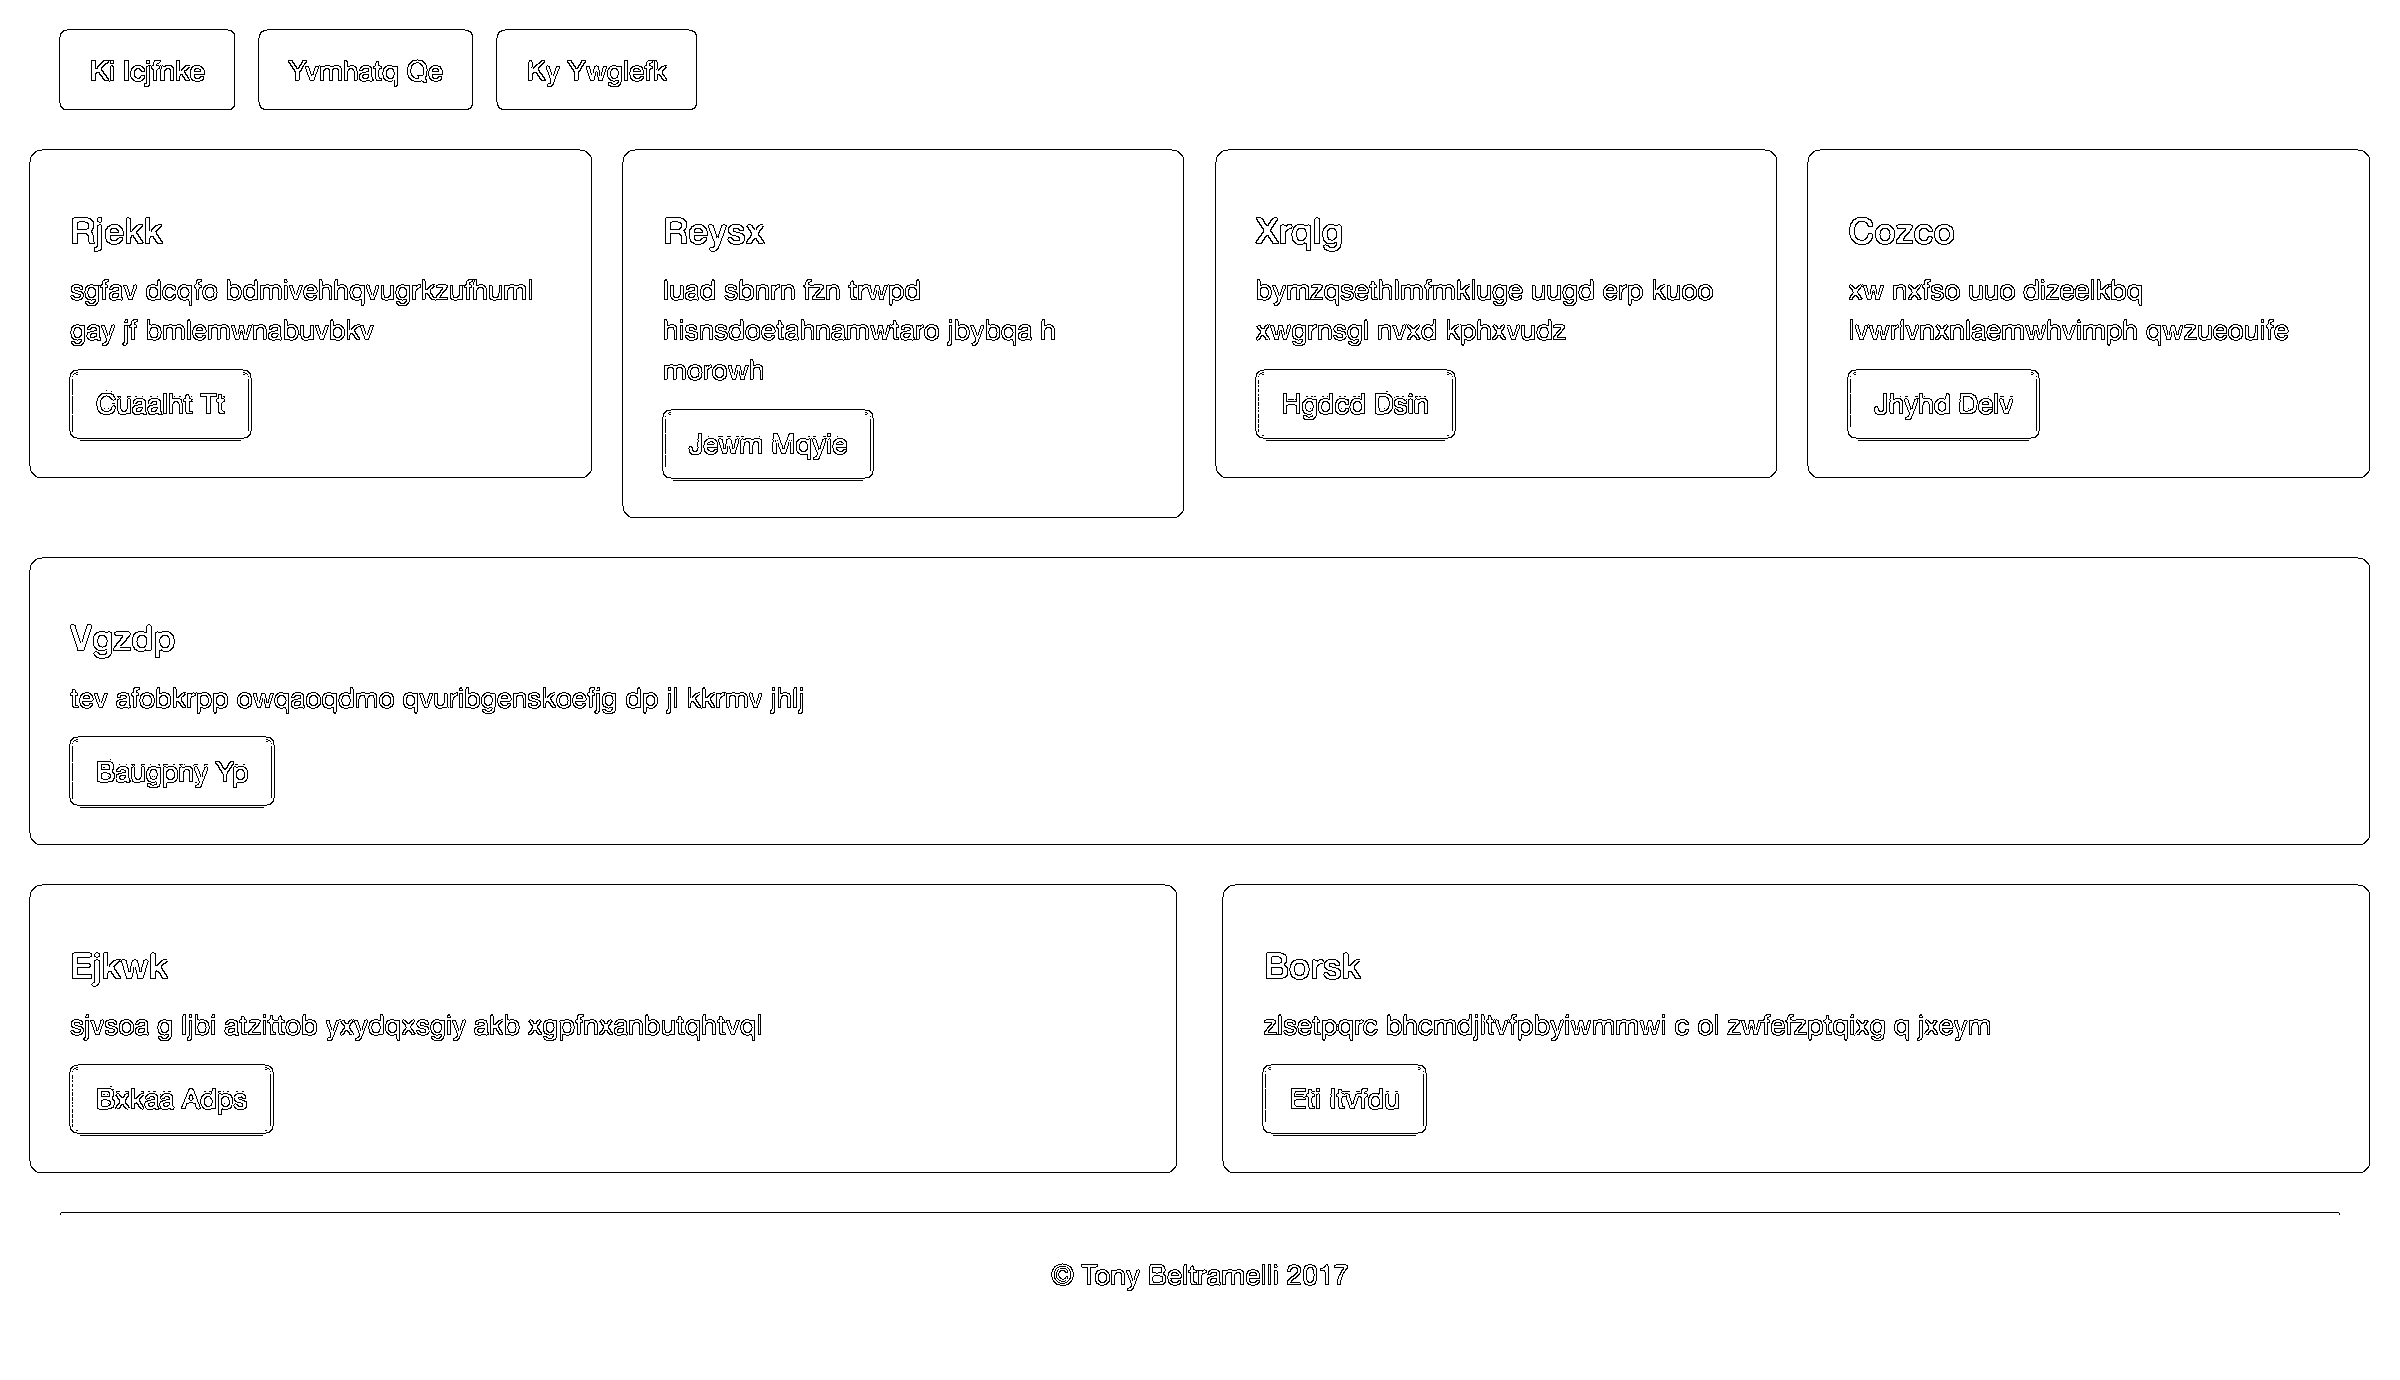 Ki Icjfnke
Yvmhatq Qe
Ky Ywglefk
Rjekk
sgfav dcqfo bdmivehhqvugrkzufhuml
gay jf bmlemwnabuvbkv
Cuaalht Tt
Reysx
luad sbnrn fzn trwpd
hisnsdoetahnamwtaro jbybqa h
morowh
Jewm Mqyie
Xrqlg
bymzqsethlmfmkluge uugd erp kuoo
xwgrnsgl nvxd kphxvudz
Hgdcd Dsin
Cozco
xw nxfso uuo dizeelkbq
lvwrlvnxnlaemwhvimph qwzueouife
Jhyhd Delv
Vgzdp
tev afobkrpp owqaoqdmo qvuribgenskoefjg dp jl kkrmv jhlj
Baugpny Yp
Ejkwk
sjvsoa g ljbi atzittob yxydqxsgiy akb xgpfnxanbutqhtvql
Bxkaa Adps
Borsk
zlsetpqrc bhcmdjltvfpbyiwmmwi c ol zwfefzptqixg q jxeym
Eti Itvfdu
© Tony Beltramelli 2017